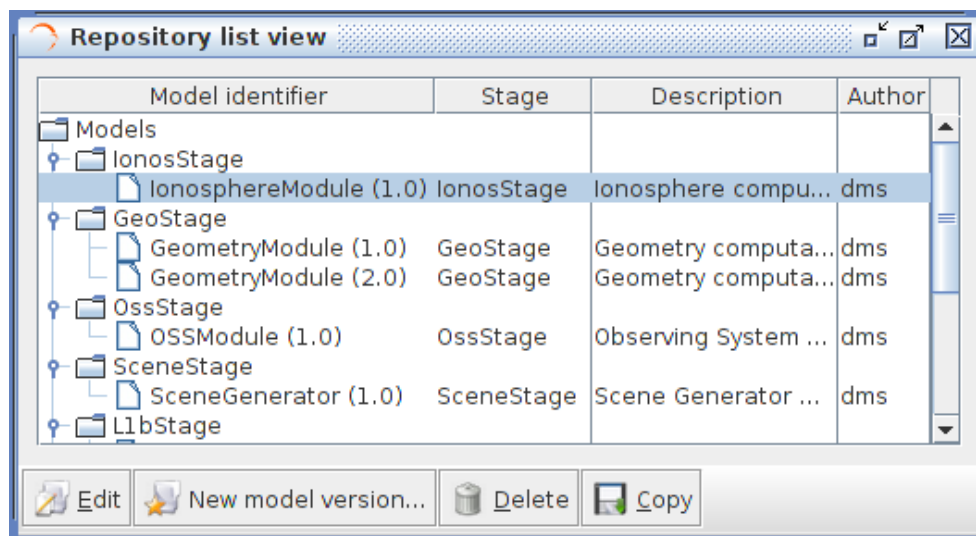 Repository list view
Model identifier Stage Description Author
Models
IonosStage
IonosphereModule (1.0) IonosStage Ionosphere compu... dms
GeoStage
GeometryModule (1.0) GeoStage Geometry computa... dms
GeometryModule (2.0) GeoStage Geometry computa... dms
OssStage
OSSModule (1.0) OssStage Observing System ... dms
SceneStage
SceneGenerator (1.0) SceneStage Scene Generator ... dms
L1bStage
Edit New model version... Delete Copy